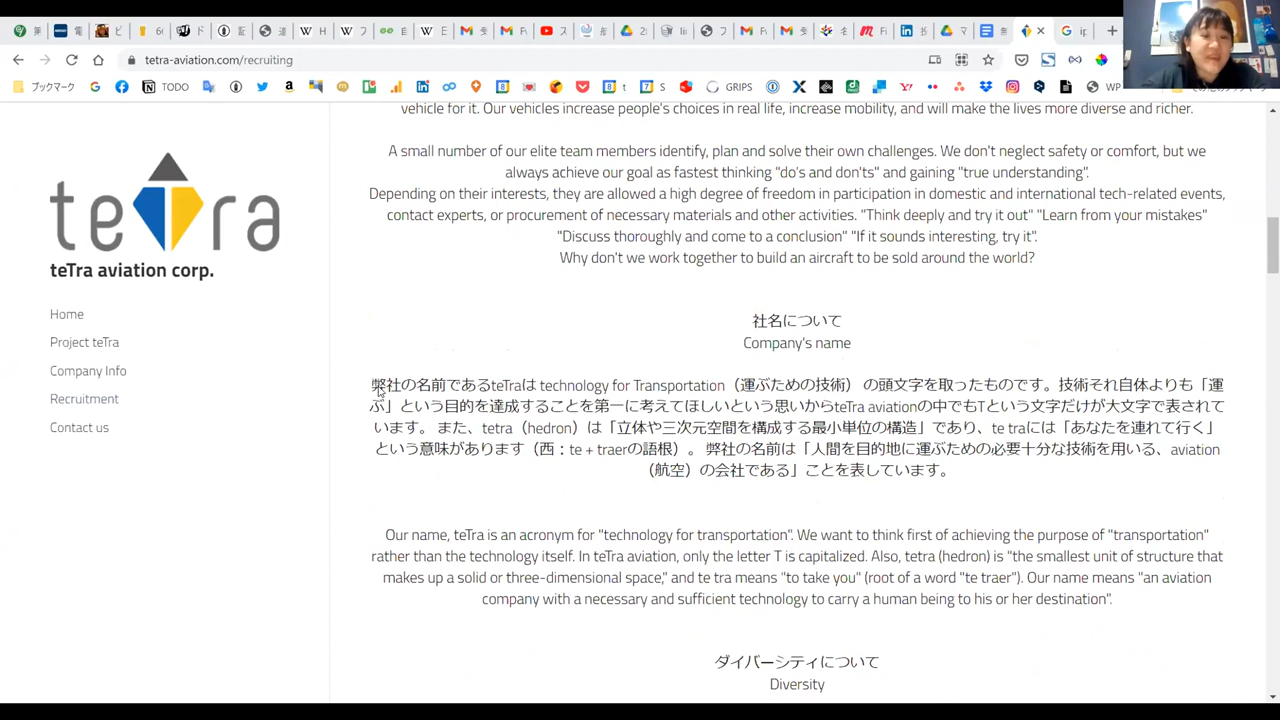 tetra-aviation.com/recruiting
ブックマーク
TODO
GRIPS
WP
teTra
teTra aviation corp.
Home
Project teTra
Company Info
Recruitment
Contact us
vehicle for it. Our vehicles increase people's choices in real life, increase mobility, and will make the lives more diverse and richer.
A small number of our elite team members identify, plan and solve their own challenges. We don't neglect safety or comfort, but we
always achieve our goal as fastest thinking "do's and don'ts" and gaining "true understanding".
Depending on their interests, they are allowed a high degree of freedom in participation in domestic and international tech-related events,
contact experts, or procurement of necessary materials and other activities. "Think deeply and try it out" "Learn from your mistakes"
"Discuss thoroughly and come to a conclusion" "If it sounds interesting, try it".
Why don't we work together to build an aircraft to be sold around the world?
社名について
Company's name
弊社の名前であるteTraは technology for Transportation（運ぶための技術） の頭文字を取ったものです。技術それ自体よりも「運
ぶ」という目的を達成することを第一に考えてほしいという思いからteTra aviationの中でもTという文字だけが大文字で表されて
います。 また、tetra（hedron）は「立体や三次元空間を構成する最小単位の構造」であり、te traには「あなたを連れて行く」
という意味があります（西：te + traerの語根）。 弊社の名前は「人間を目的地に運ぶための必要十分な技術を用いる、aviation
（航空）の会社である」ことを表しています。
Our name, teTra is an acronym for "technology for transportation". We want to think first of achieving the purpose of "transportation"
rather than the technology itself. In teTra aviation, only the letter T is capitalized. Also, tetra (hedron) is "the smallest unit of structure that
makes up a solid or three-dimensional space," and te tra means "to take you" (root of a word "te traer"). Our name means "an aviation
company with a necessary and sufficient technology to carry a human being to his or her destination".
ダイバーシティについて
Diversity